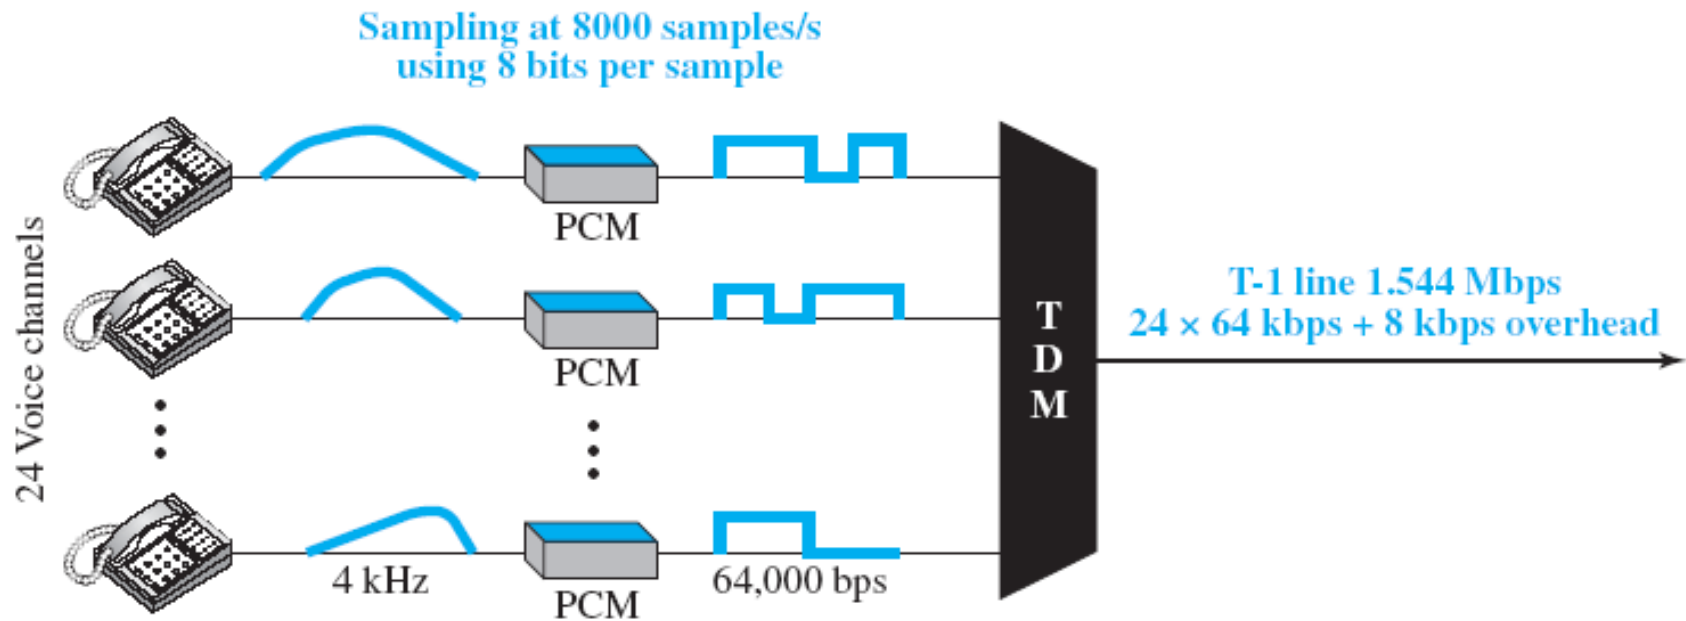 Sampling at 8000 samples/s
using 8 bits per sample
24 Voice channels
PCM
PCM
4 kHz
PCM
64,000 bps
T
D
M
T-1 line 1.544 Mbps
24 × 64 kbps + 8 kbps overhead